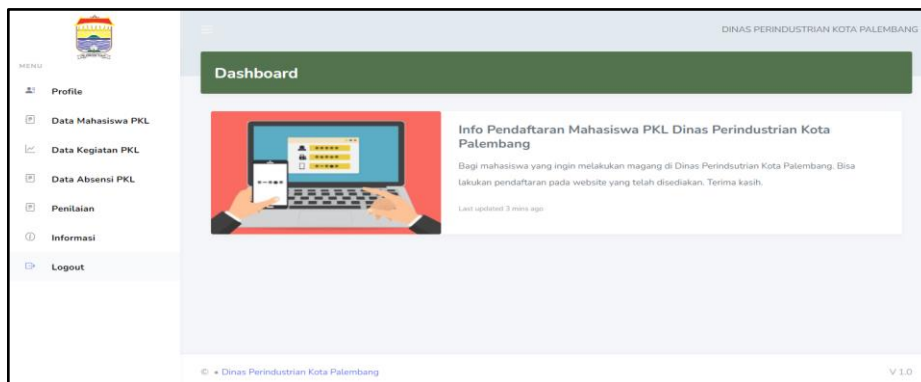 DINAS PERINDUSTRIAN KOTA PALEMBANG
MENU
Profile
Data Mahasiswa PKL
Data Kegiatan PKL
Data Absensi PKL
Penilaian
Informasi
Logout
Dashboard
Info Pendaftaran Mahasiswa PKL Dinas Perindustrian Kota
Palembang
Bagi mahasiswa yang ingin melakukan magang di Dinas Perindsutrian Kota Palembang. Bisa
lakukan pendaftaran pada website yang telah disediakan. Terima kasih.
Last updated 3 mins ago
© • Dinas Perindustrian Kota Palembang
V 1.0